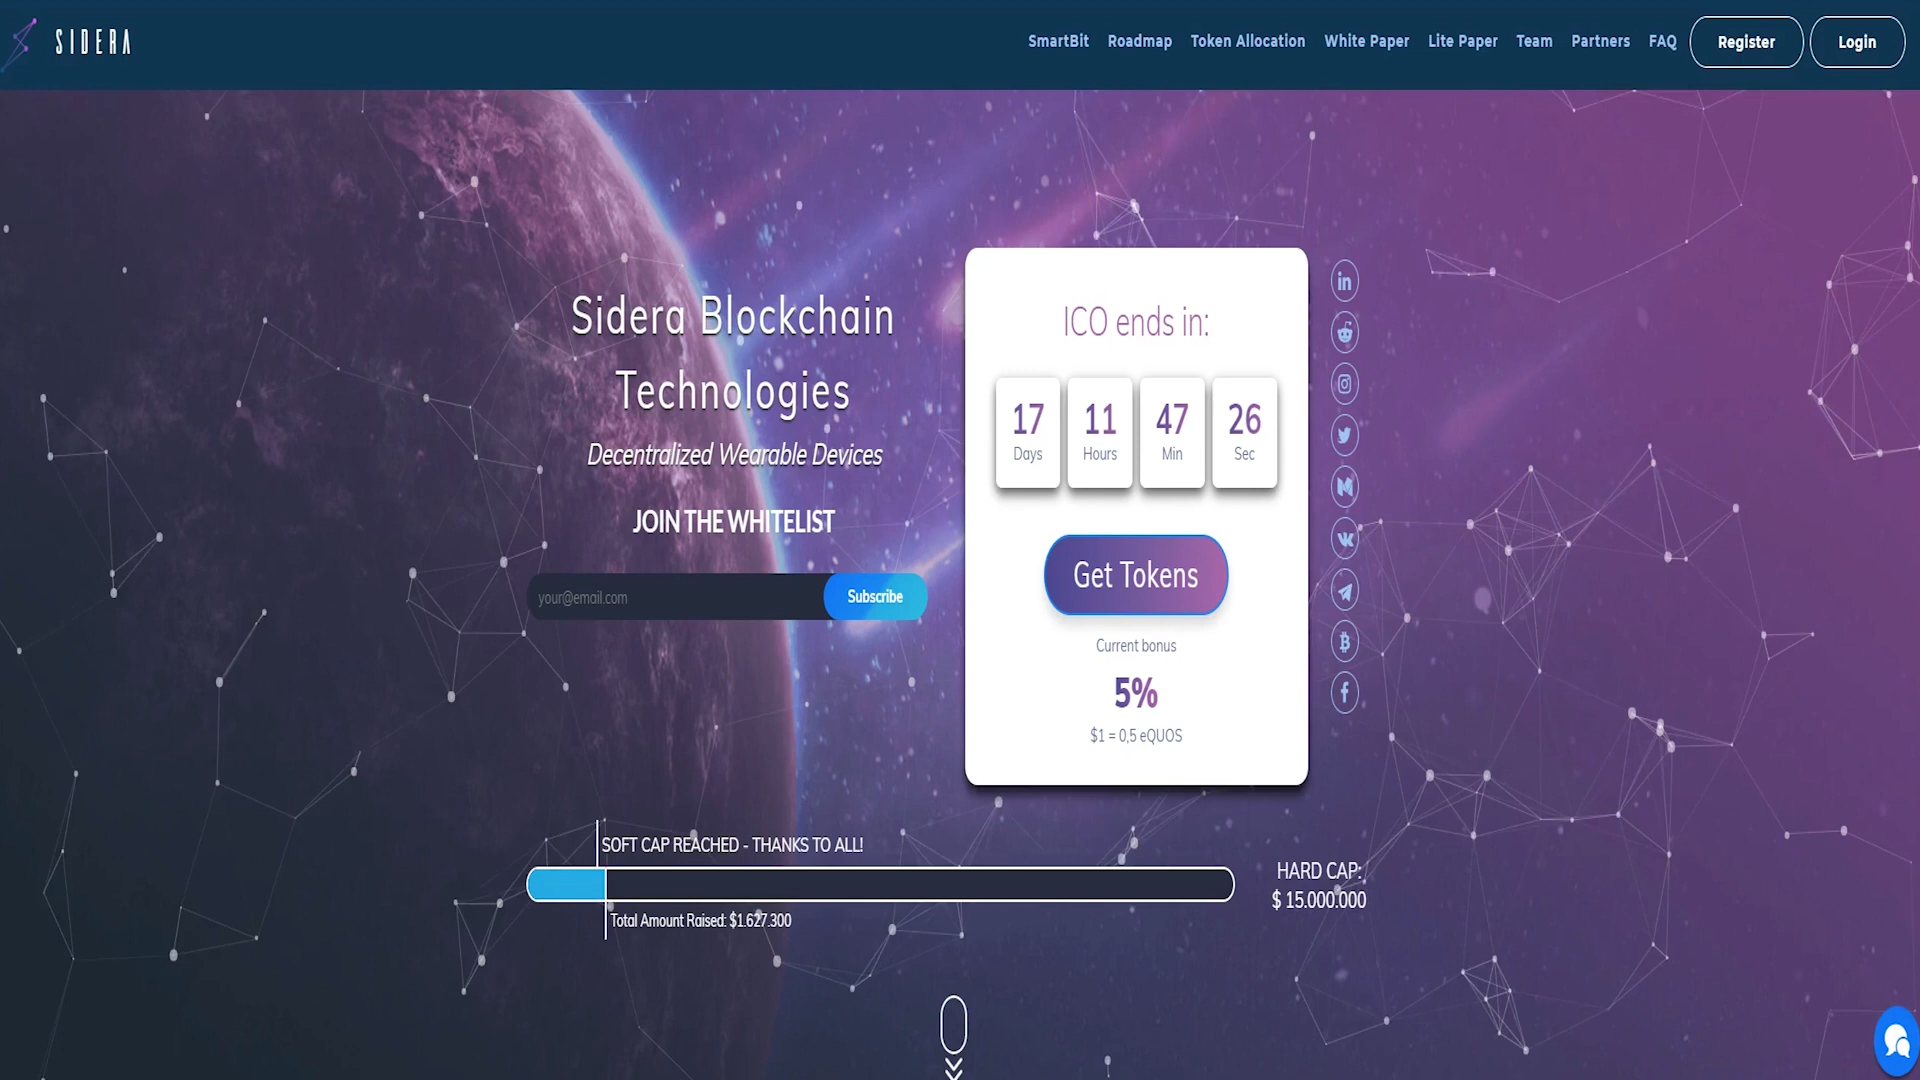 SIDERA
SmartBit Roadmap Token Allocation White Paper Lite Paper Team Partners FAQ Register Login
Sidera Blockchain
Technologies
Decentralized Wearable Devices
JOIN THE WHITELIST
your@email.com Subscribe
ICO ends in:
17 11 47 26
Days Hours Min Sec
Get Tokens
Current bonus
5%
$1 = 0,5 eQUOS
SOFT CAP REACHED - THANKS TO ALL!
Total Amount Raised: $1.627.300
HARD CAP:
$ 15.000.000